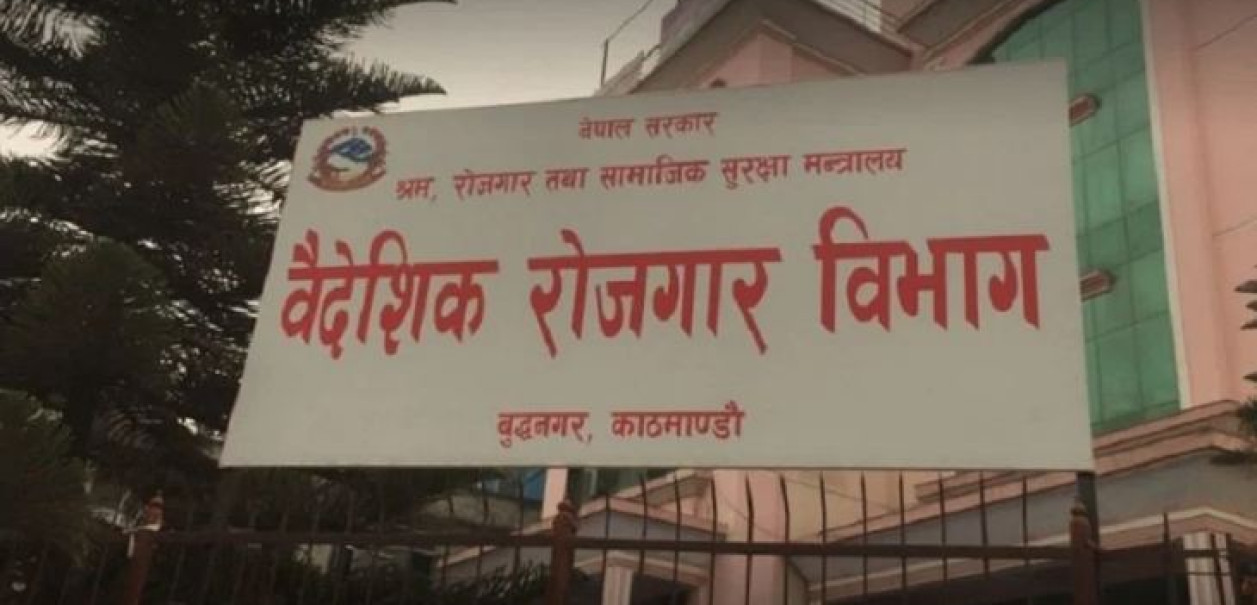 नेपाल सरकार
श्रम, रोजगार तथा सामाजिक सुरक्षा मन्त्रालय
वैदेशिक रोजगार विभाग
बुद्धनगर, काठमाण्डौ